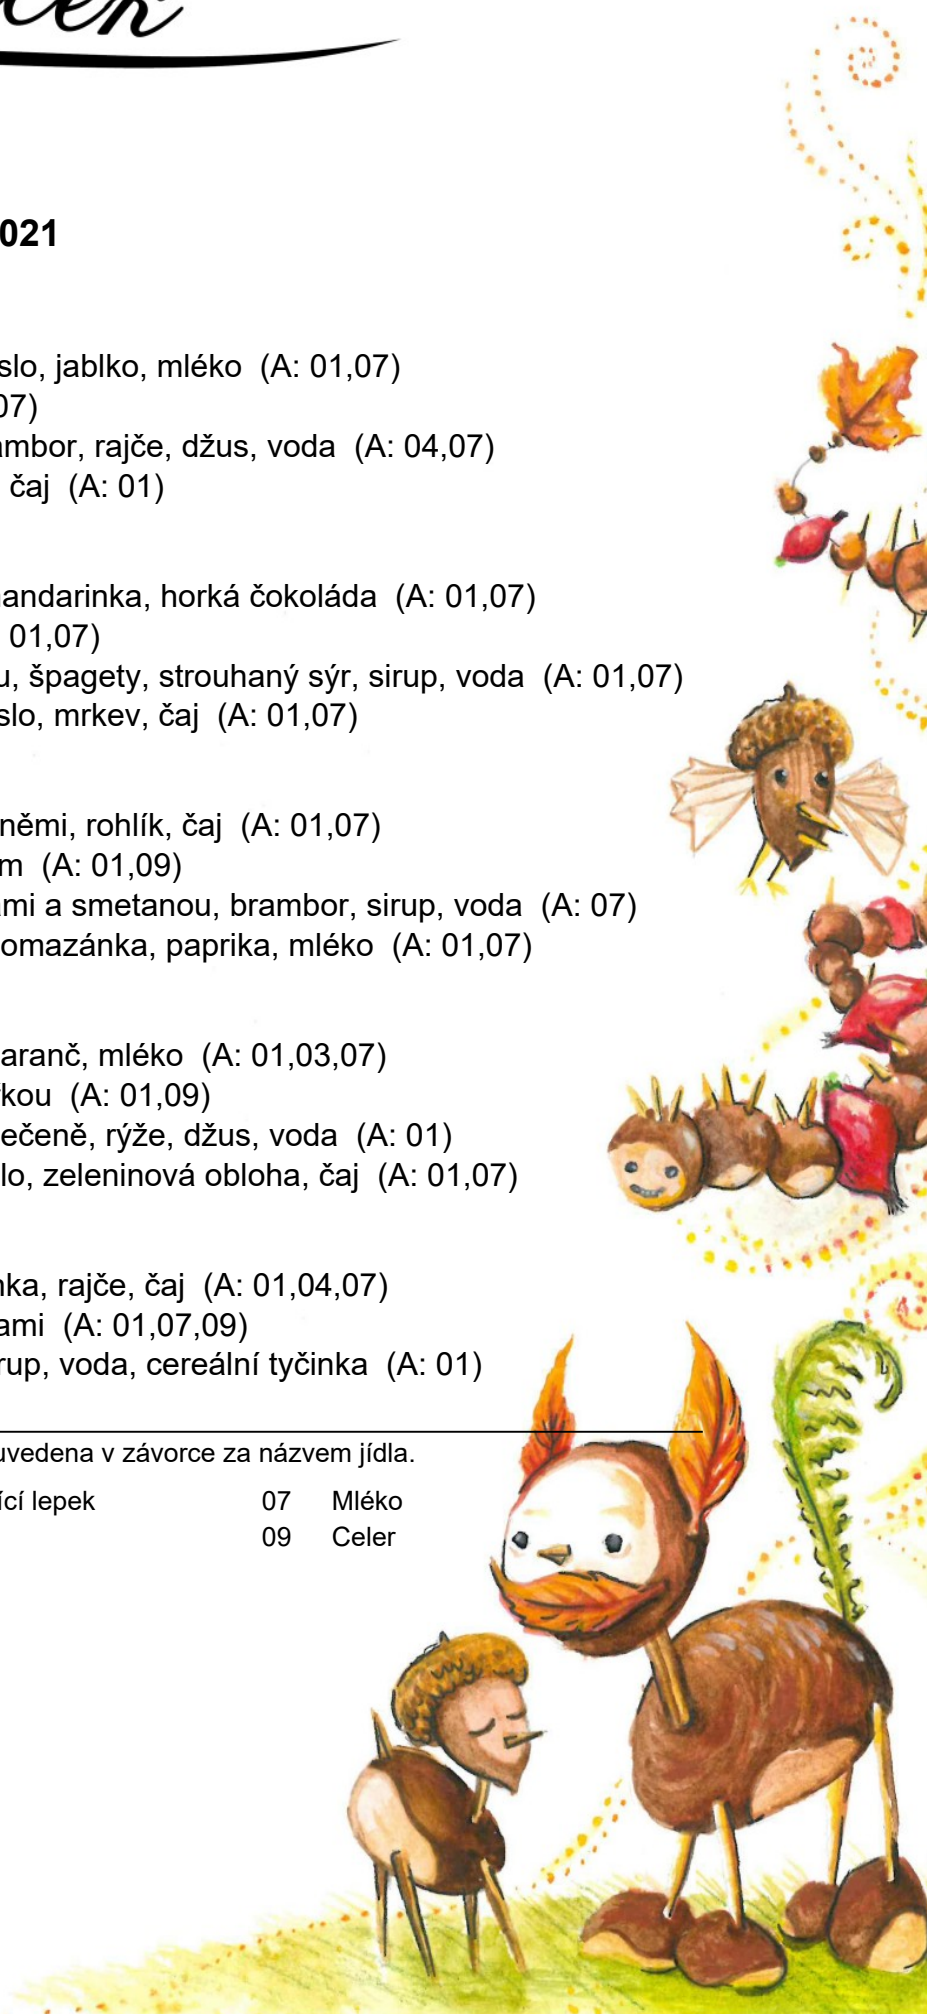 021
slo, jablko, mléko (A: 01,07)
07)
ambor, rajče, džus, voda (A: 04,07)
čaj (A: 01)
andarinka, horká čokoláda (A: 01,07)
01,07)
u, špagety, strouhaný sýr, sirup, voda (A: 01,07)
slo, mrkev, čaj (A: 01,07)
němi, rohlík, čaj (A: 01,07)
m (A: 01,09)
ami a smetanou, brambor, sirup, voda (A: 07)
omazánka, paprika, mléko (A: 01,07)
aranč, mléko (A: 01,03,07)
kou (A: 01,09)
ečeně, rýže, džus, voda (A: 01)
lo, zeleninová obloha, čaj (A: 01,07)
nka, rajče, čaj (A: 01,04,07)
ami (A: 01,07,09)
rup, voda, cereální tyčinka (A: 01)
uvedena v závorce za názvem jídla.
ící lepek 07 Mléko
09 Celer